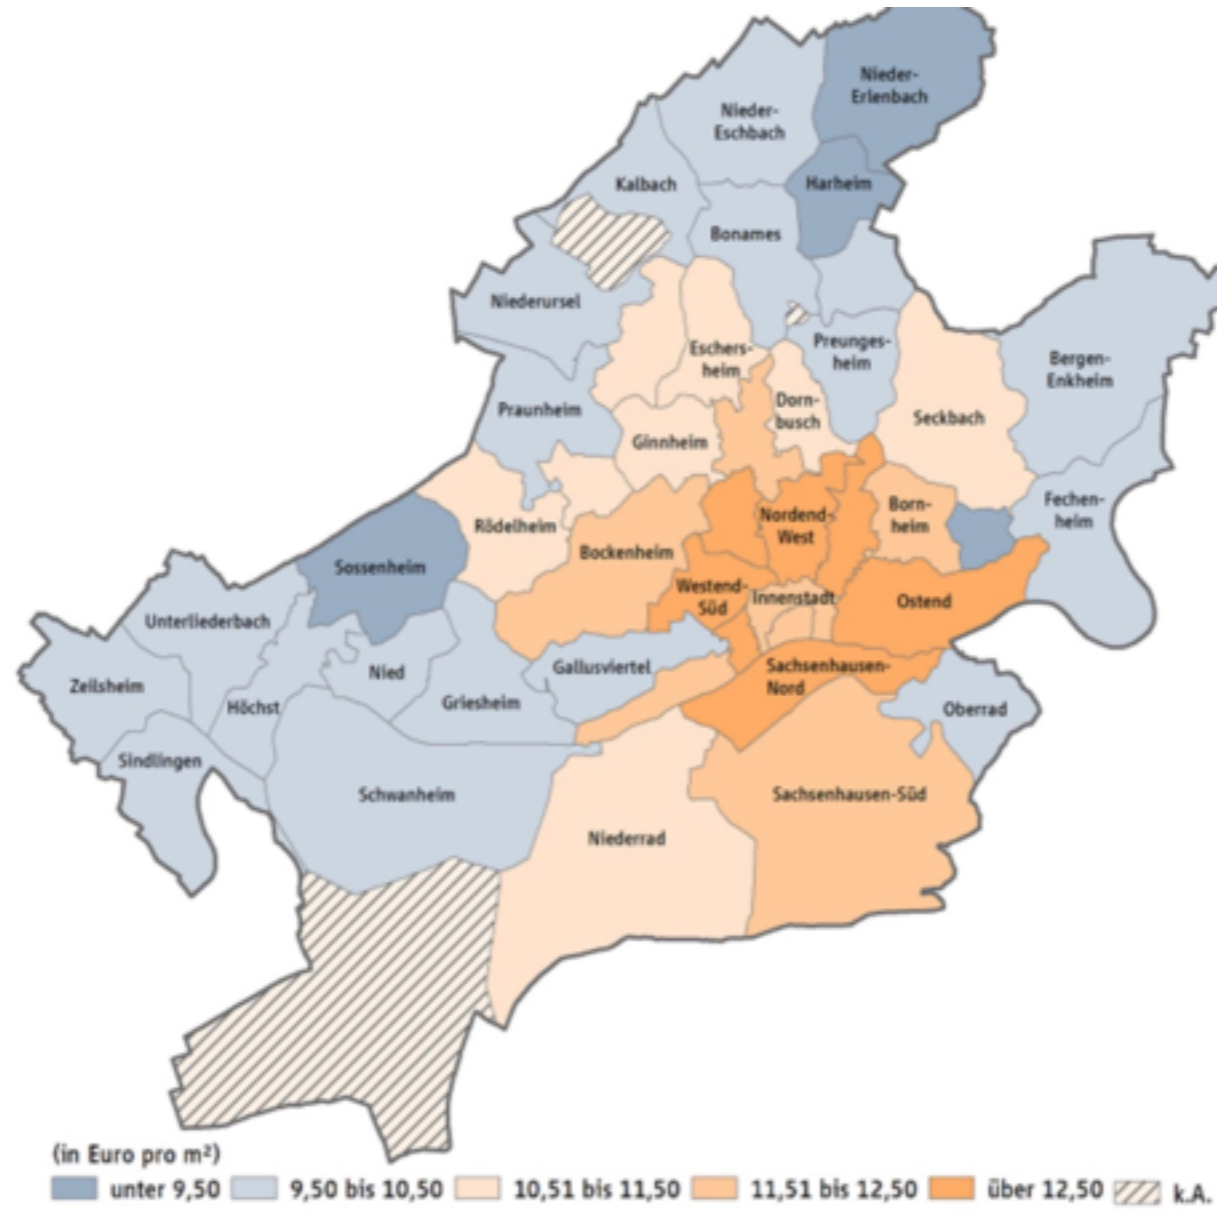 Nieder-
Erlenbach
Nieder-
Eschbach
Kalbach
Harheim
Bonames
Niederursel
Eschers-
heim
Preunges-
heim
Bergen-
Enkheim
Praunheim
Dorn-
busch
Seckbach
Ginnheim
Rödelheim
Nordend-
West
Born-
heim
Fechen-
heim
Bockenheim
Sossenheim
Westend-
Süd
Innenstadt
Ostend
Unterliederbach
Zeilsheim
Höchst
Nied
Griesheim
Gallusviertel
Sachsenhausen-
Nord
Oberrad
Sindlingen
Schwanheim
Sachsenhausen-Süd
Niederrad
(in Euro pro m²)
unter 9,50 9,50 bis 10,50 10,51 bis 11,50 11,51 bis 12,50 über 12,50 k.A.